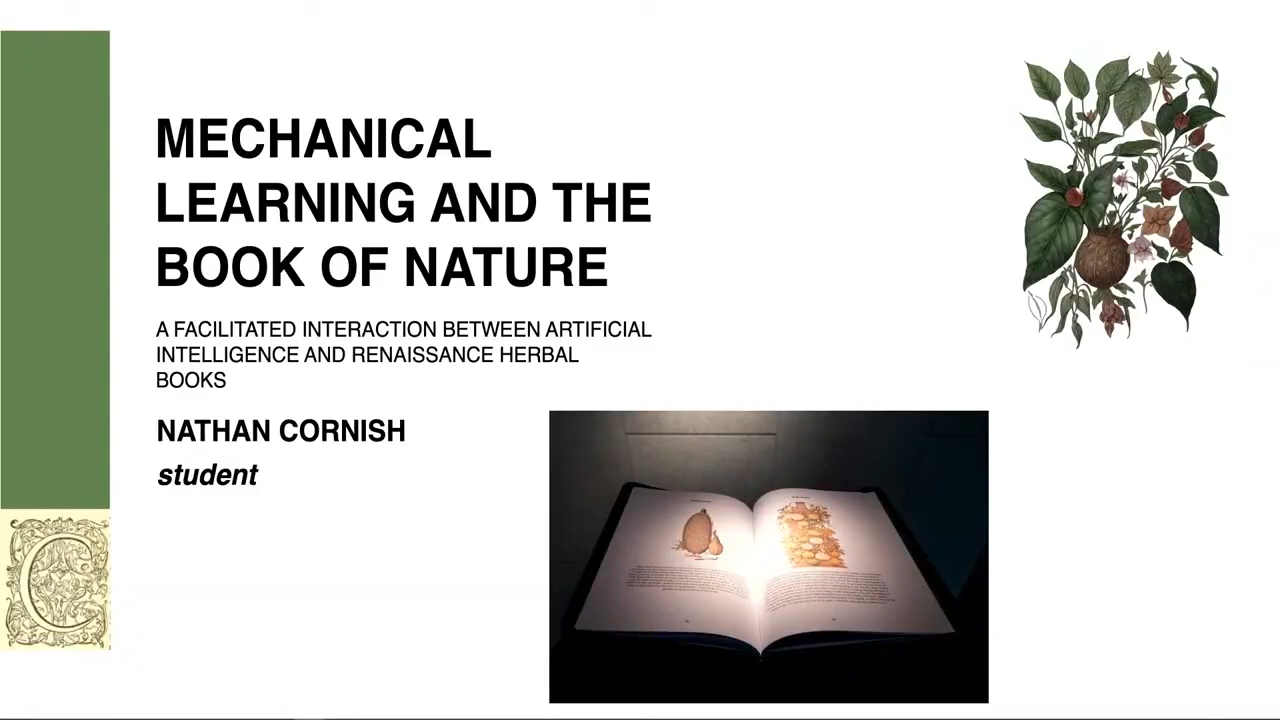 MECHANICAL
LEARNING AND THE
BOOK OF NATURE
A FACILITATED INTERACTION BETWEEN ARTIFICIAL
INTELLIGENCE AND RENAISSANCE HERBAL
BOOKS
NATHAN CORNISH
student
C